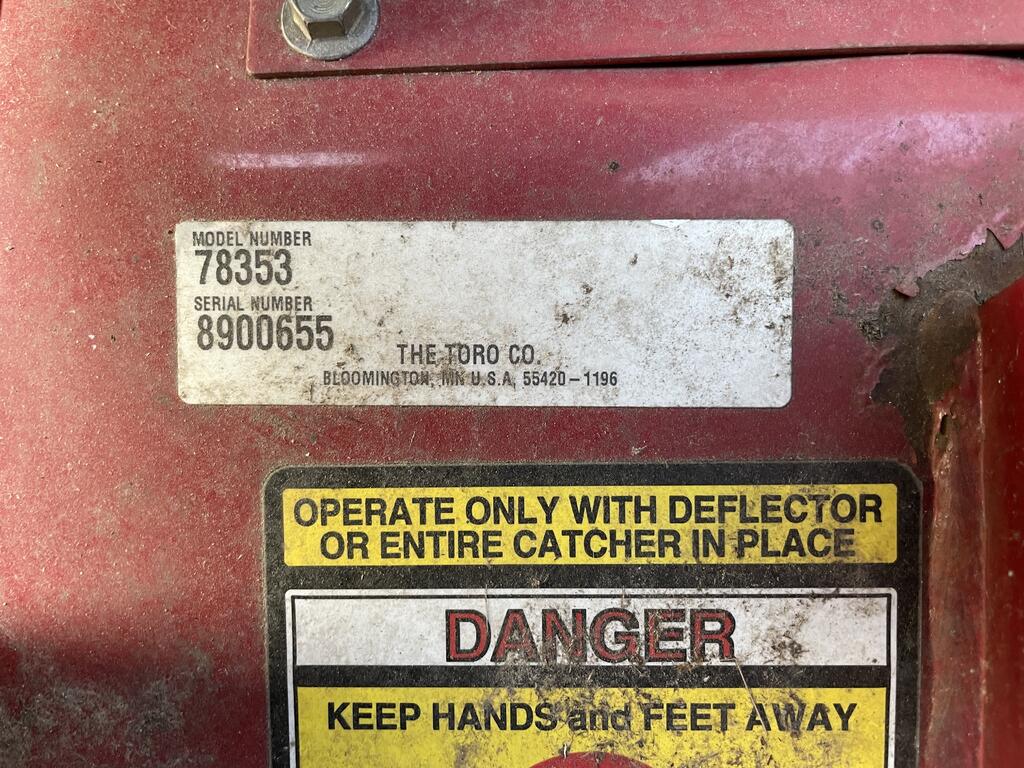 MODEL NUMBER
78353
SERIAL NUMBER
8900655
THE TORO CO.
BLOOMINGTON, MN U.S.A. 55420-1196
OPERATE ONLY WITH DEFLECTOR
OR ENTIRE CATCHER IN PLACE
DANGER
KEEP HANDS and FEET AWAY